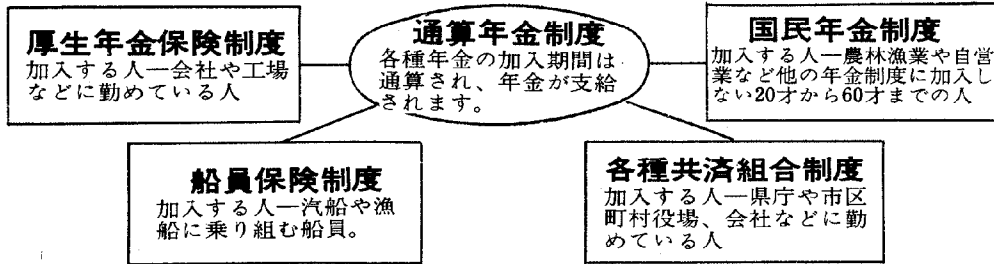 厚生年金保険制度
加入する人―会社や工場
などに勤めている人
通算年金制度
各種年金の加入期間は
通算され、年金が支給
されます。
国民年金制度
加入する人―農林漁業や自営
業など他の年金制度に加入し
ない20才から60才までの人
船員保険制度
加入する人―汽船や漁
船に乗り組む船員。
各種共済組合制度
加入する人―県庁や市区
町村役場、会社などに勤
めている人